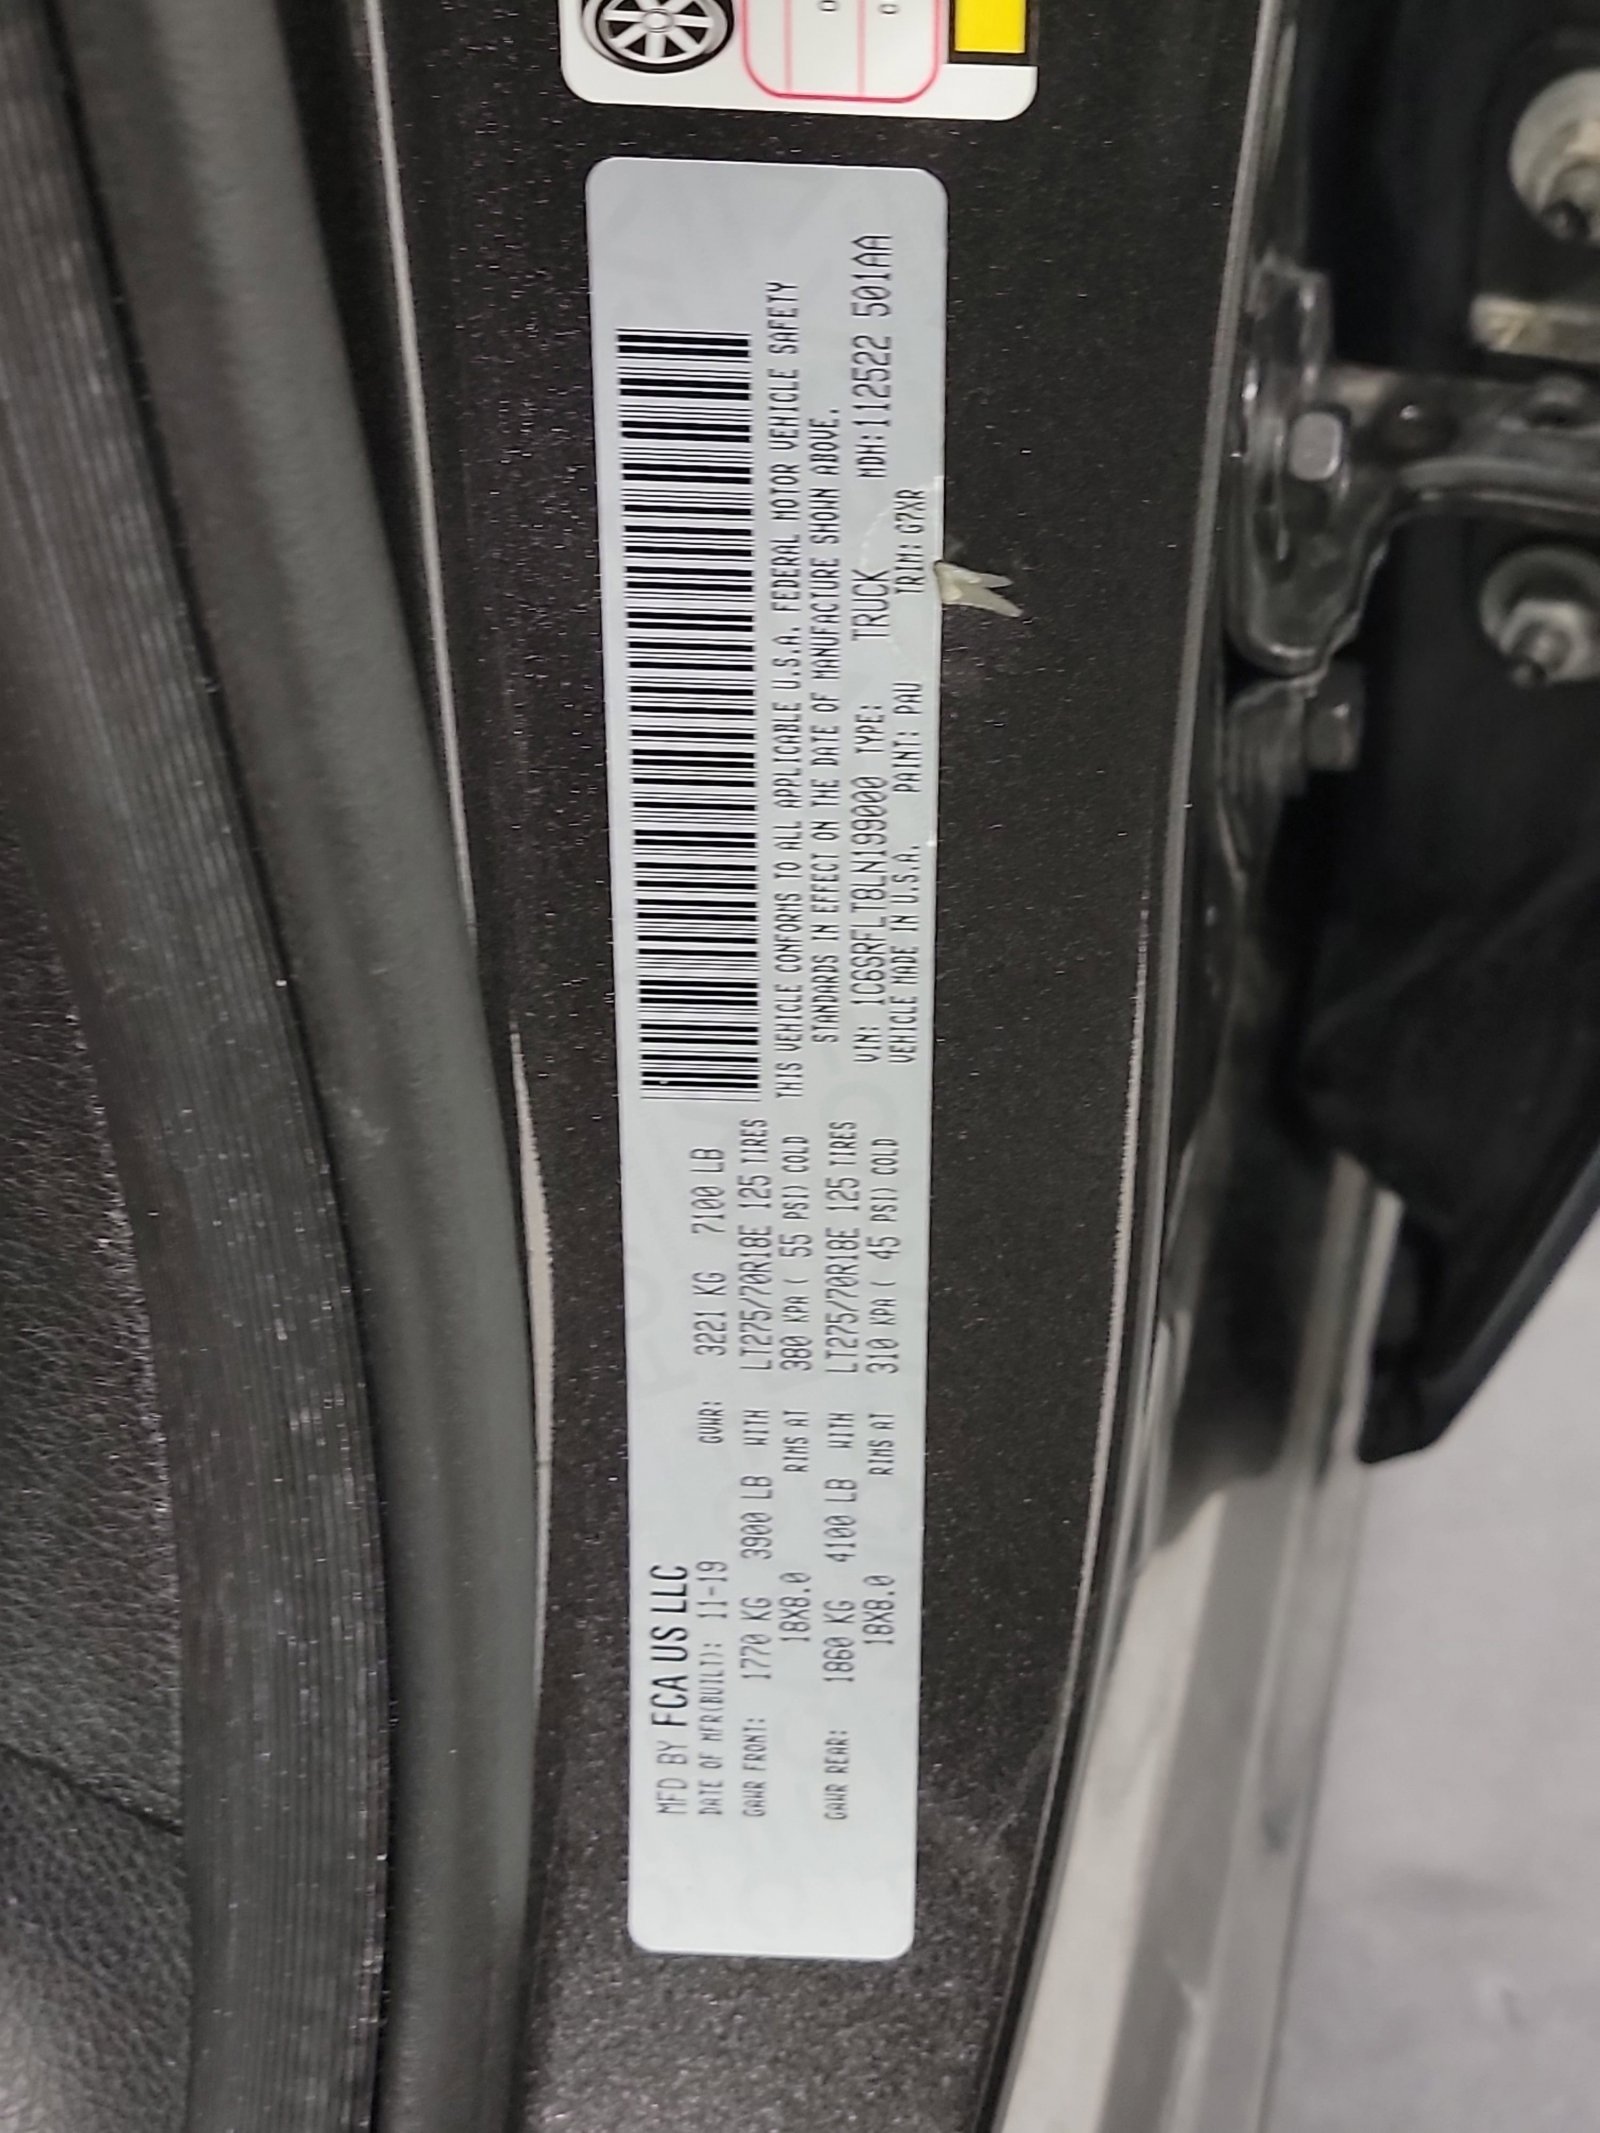 MFD BY FCA US LLC
DATE OF MFR(BUILT): 11-19 GVWR: 3221 KG 7100 LB
GAWR FRONT: 1770 KG 3900 LB WITH LT275/70R18E 125 TIRES
18X8.0 RIMS AT 380 KPA ( 55 PSI) COLD
GAWR REAR: 1860 KG 4100 LB WITH LT275/70R18E 125 TIRES
18X8.0 RIMS AT 310 KPA ( 45 PSI) COLD
THIS VEHICLE CONFORMS TO ALL APPLICABLE U.S.A. FEDERAL MOTOR VEHICLE SAFETY
STANDARDS IN EFFECT ON THE DATE OF MANUFACTURE SHOWN ABOVE.
VIN: 1C6SRFLT8LN199000 TYPE: TRUCK MDH:112522 501AA
VEHICLE MADE IN U.S.A. PAINT: PAU TRIM: G7XR